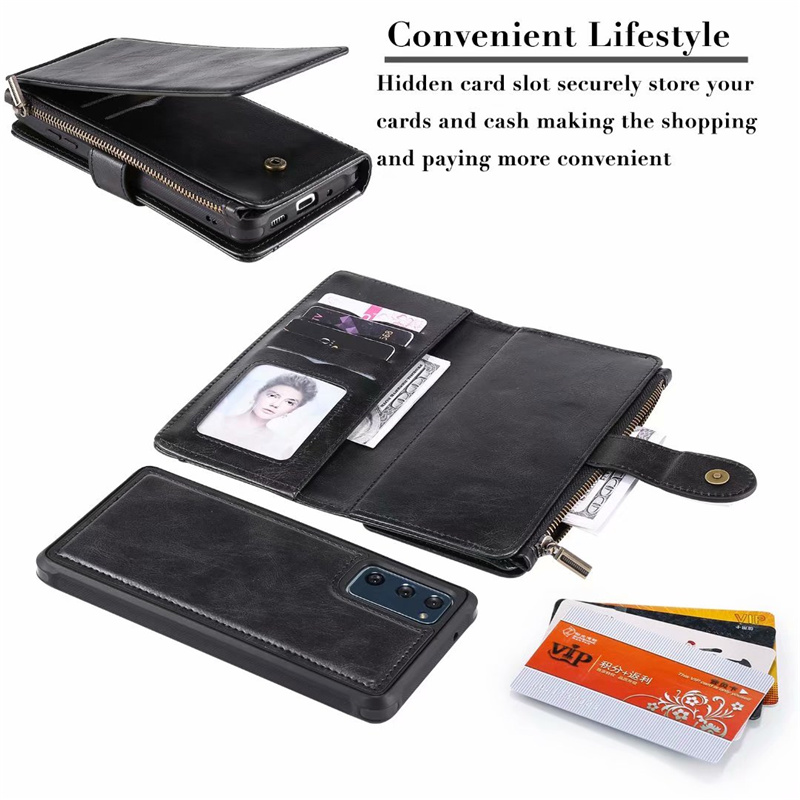 Convenient Lifestyle
Hidden card slot securely store your
cards and cash making the shopping
and paying more convenient
VIP
vip
积分+返利